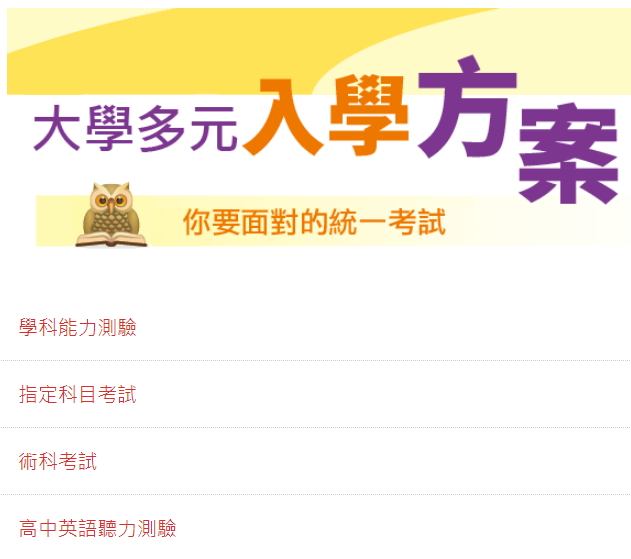 大學多元入學方案
你要面對的統一考試
學科能力測驗
指定科目考試
術科考試
高中英語聽力測驗